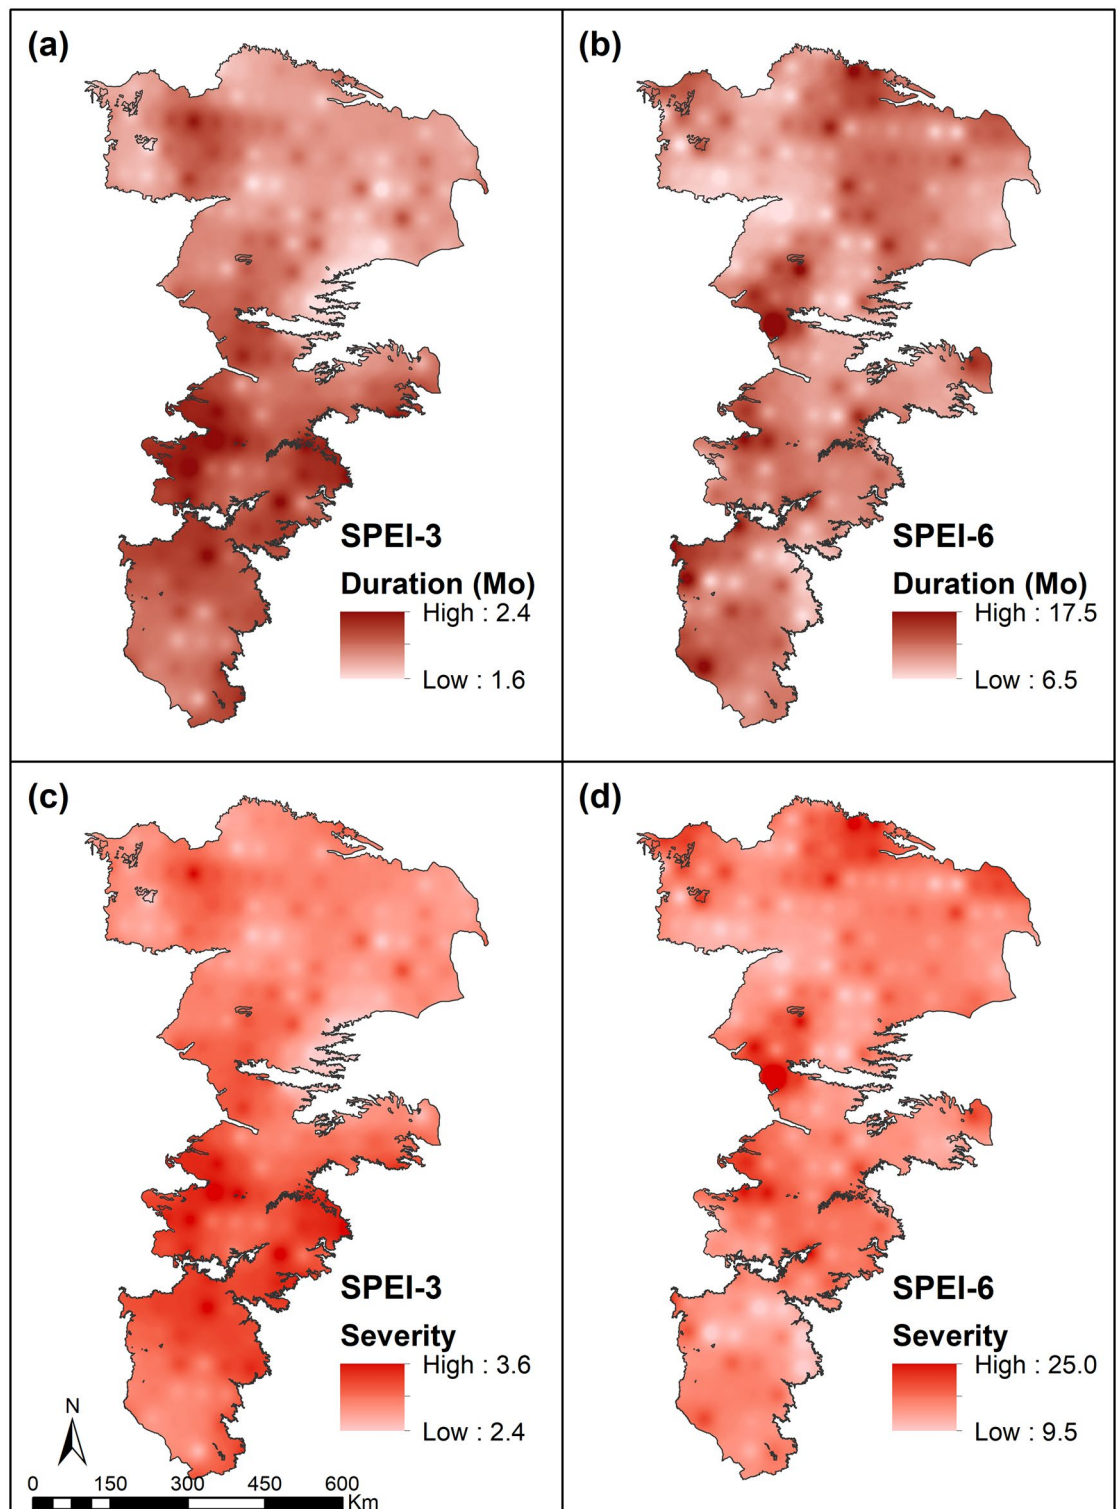 (a)
SPEI-3
Duration (Mo)
High : 2.4
Low : 1.6
(b)
SPEI-6
Duration (Mo)
High : 17.5
Low : 6.5
(c)
SPEI-3
Severity
High : 3.6
Low : 2.4
N
0 150 300 450 600
Km
(d)
SPEI-6
Severity
High : 25.0
Low : 9.5